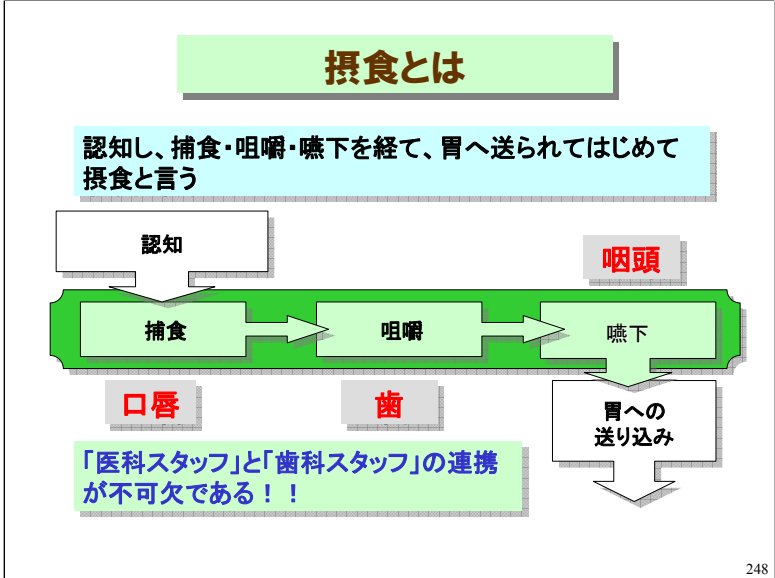 摂食とは
認知し、捕食・咀嚼・嚥下を経て、胃へ送られてはじめて
摂食と言う
認知
咽頭
捕食
咀嚼
嚥下
口唇
歯
胃への
送り込み
「医科スタッフ」と「歯科スタッフ」の連携
が不可欠である！！
248